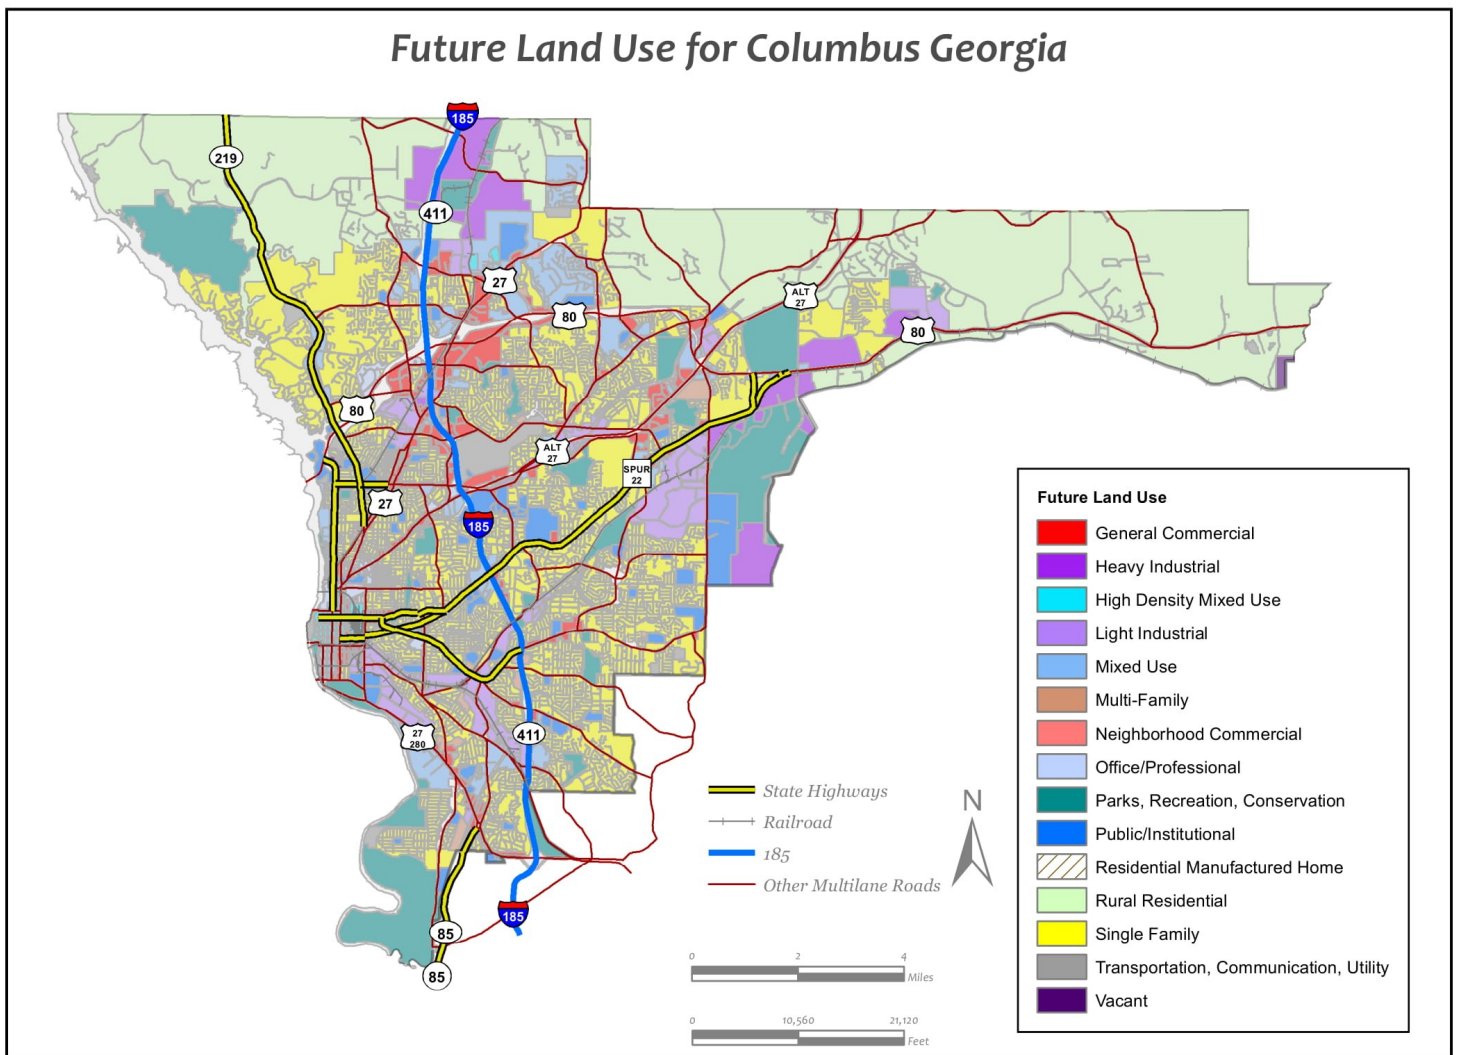 Future Land Use for Columbus Georgia
185
219
411
27
ALT
27
80
80
80
ALT
27
SPUR
22
27
185
27
280
411
State Highways
Railroad
185
Other Multilane Roads
185
85
85
N
0 2 4
Miles
0 10,560 21,120
Feet
Future Land Use
General Commercial
Heavy Industrial
High Density Mixed Use
Light Industrial
Mixed Use
Multi-Family
Neighborhood Commercial
Office/Professional
Parks, Recreation, Conservation
Public/Institutional
Residential Manufactured Home
Rural Residential
Single Family
Transportation, Communication, Utility
Vacant